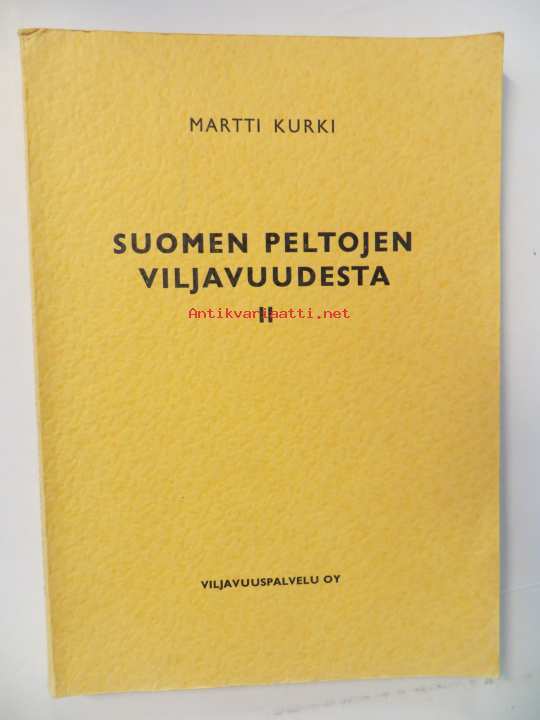 MARTTI KURKI
SUOMEN PELTOJEN
VILJAVUUDESTA
II
Antikvariaatti.net
VILJAVUUSPALVELU OY